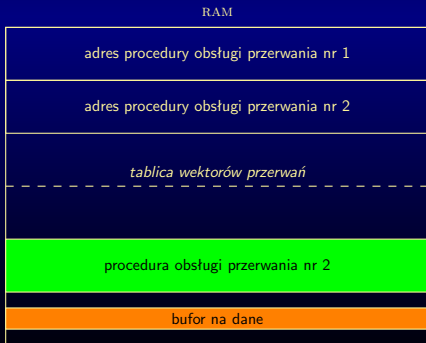 RAM
adres procedury obsługi przerwania nr 1
adres procedury obsługi przerwania nr 2
tablica wektorów przerwań
procedura obsługi przerwania nr 2
bufor na dane